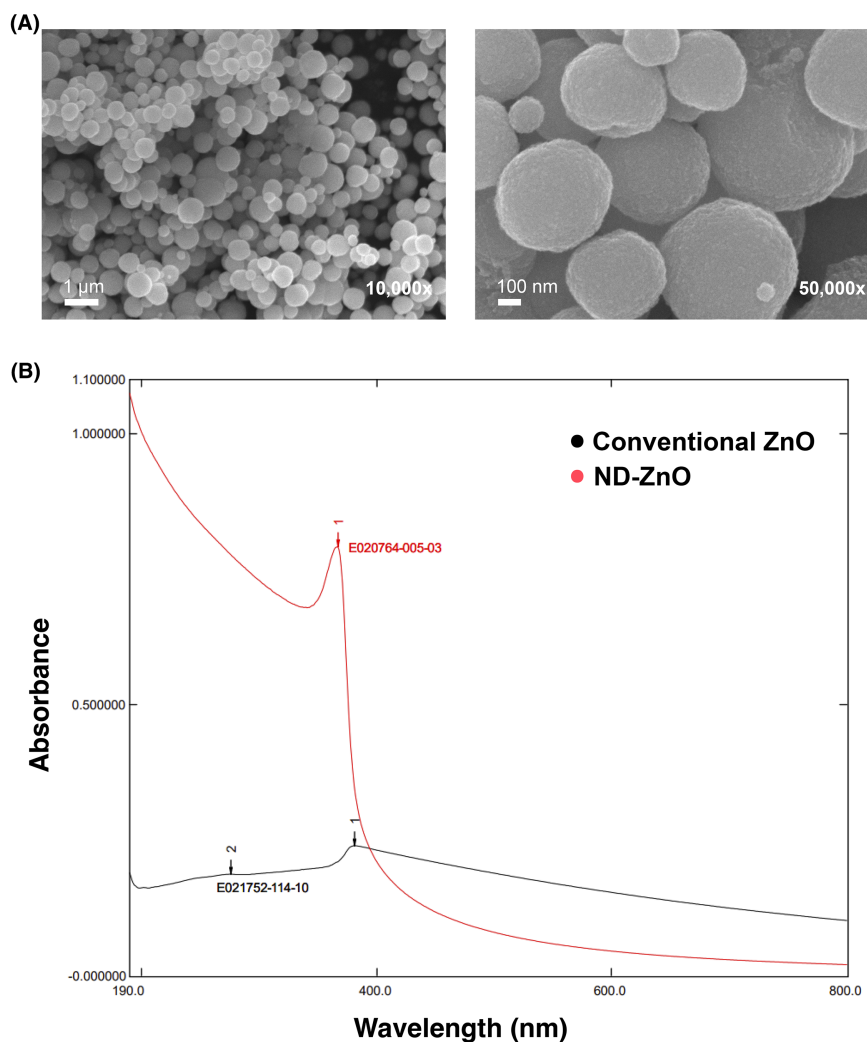 (A)
1 μm
10,000x
100 nm
50,000x
(B)
1.100000
1.000000
0.500000
-0.000000
Absorbance
Conventional ZnO
ND-ZnO
1
E020764-005-03
2
1
E021752-114-10
190.0
400.0
600.0
800.0
Wavelength (nm)